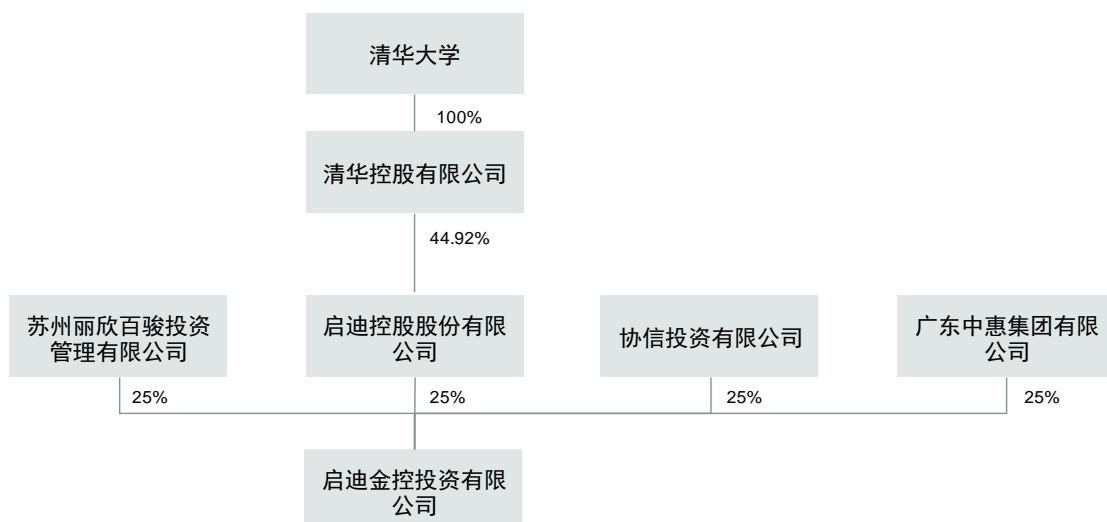 清华大学
100%
清华控股有限公司
44.92%
苏州丽欣百骏投资
管理有限公司
启迪控股股份有限
公司
协信投资有限公司
广东中惠集团有限
公司
25%
25%
25%
25%
启迪金控投资有限
公司